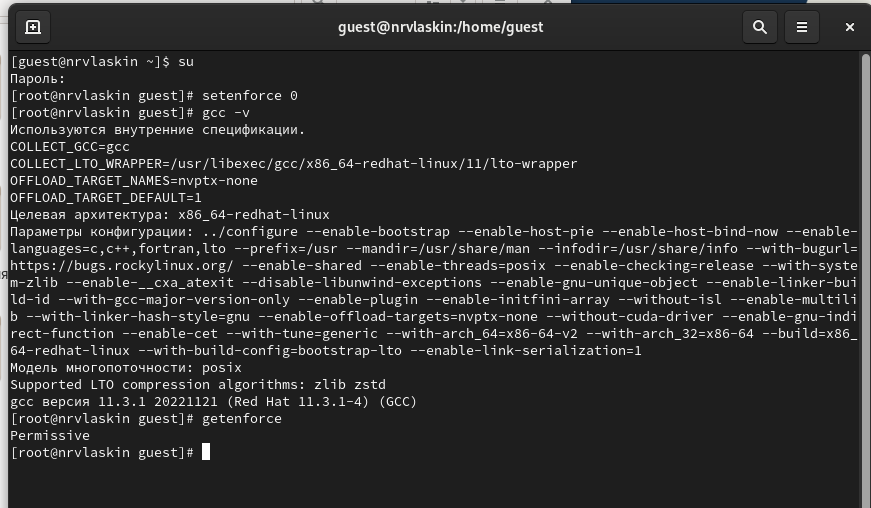 guest@nrvlaskin:/home/guest
[guest@nrvlaskin ~]$ su
Пароль:
[root@nrvlaskin guest]# setenforce 0
[root@nrvlaskin guest]# gcc -v
Используются внутренние спецификации.
COLLECT_GCC=gcc
COLLECT_LTO_WRAPPER=/usr/libexec/gcc/x86_64-redhat-linux/11/lto-wrapper
OFFLOAD_TARGET_NAMES=nvptx-none
OFFLOAD_TARGET_DEFAULT=1
Целевая архитектура: x86_64-redhat-linux
Параметры конфигурации: ../configure --enable-bootstrap --enable-host-pie --enable-host-bind-now --enable-
languages=c,c++,fortran,lto --prefix=/usr --mandir=/usr/share/man --infodir=/usr/share/info --with-bugurl=
https://bugs.rockylinux.org/ --enable-shared --enable-threads=posix --enable-checking=release --with-syste
m-zlib --enable-__cxa_atexit --disable-libunwind-exceptions --enable-gnu-unique-object --enable-linker-bui
ld-id --with-gcc-major-version-only --enable-plugin --enable-initfini-array --without-isl --enable-multili
b --with-linker-hash-style=gnu --enable-offload-targets=nvptx-none --without-cuda-driver --enable-gnu-indi
rect-function --enable-cet --with-tune=generic --with-arch_64=x86-64-v2 --with-arch_32=x86-64 --build=x86_
64-redhat-linux --with-build-config=bootstrap-lto --enable-link-serialization=1
Модель многопоточности: posix
Supported LTO compression algorithms: zlib zstd
gcc версия 11.3.1 20221121 (Red Hat 11.3.1-4) (GCC)
[root@nrvlaskin guest]# getenforce
Permissive
[root@nrvlaskin guest]#